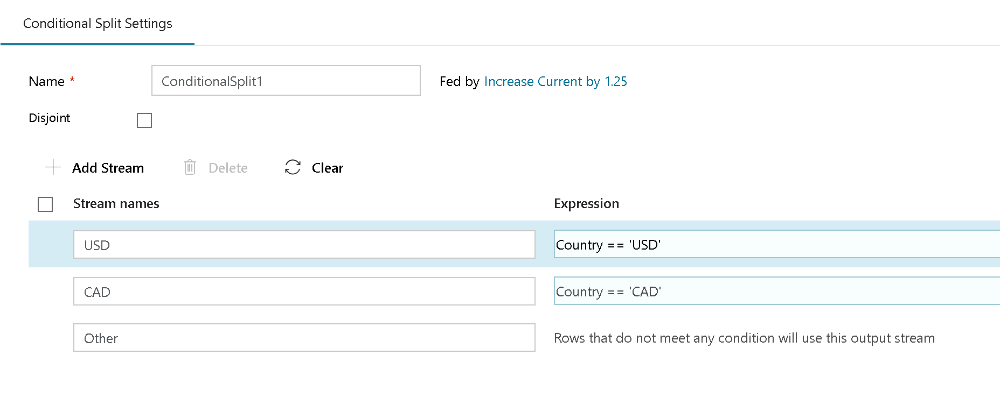 Conditional Split Settings
Name * ConditionalSplit1 Fed by Increase Current by 1.25
Disjoint
Add Stream Delete Clear
Stream names Expression
USD Country == 'USD'
CAD Country == 'CAD'
Other Rows that do not meet any condition will use this output stream